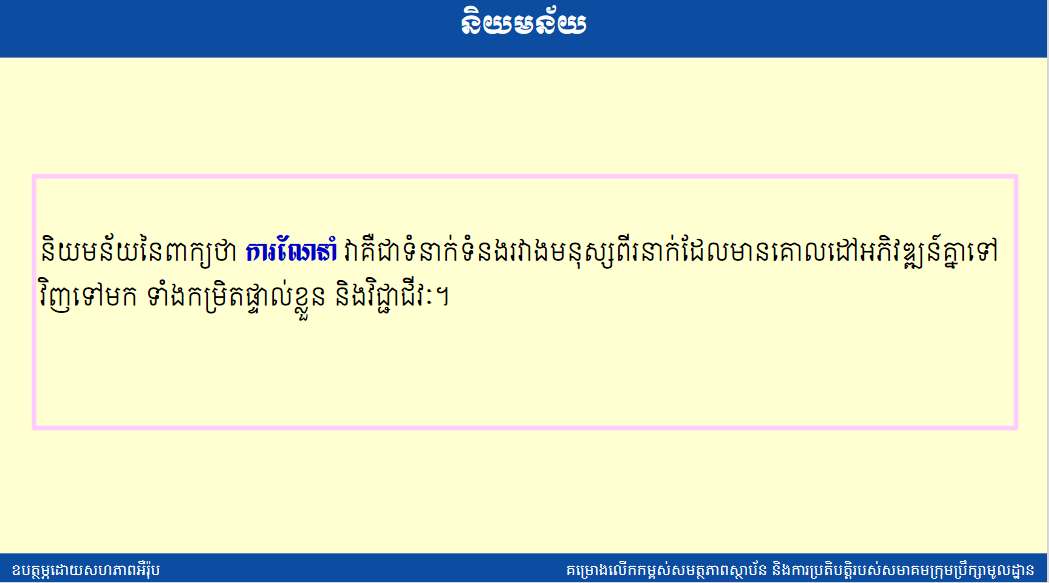 និយមន័យ
និយមន័យនៃពាក្យថា ការណែនាំ វាគឺជាទំនាក់ទំនងរវាងមនុស្សពីរនាក់ដែលមានគោលដៅអភិវឌ្ឍន៍គ្នាទៅ
វិញទៅមក ទាំងកម្រិតផ្ទាល់ខ្លួន និងវិជ្ជាជីវៈ។
ឧបត្ថម្ភដោយសហភាពអឺរ៉ុប
គម្រោងលើកកម្ពស់សមត្ថភាពស្ថាប័ន និងការប្រតិបត្តិរបស់សមាគមក្រុមប្រឹក្សាមូលដ្ឋាន